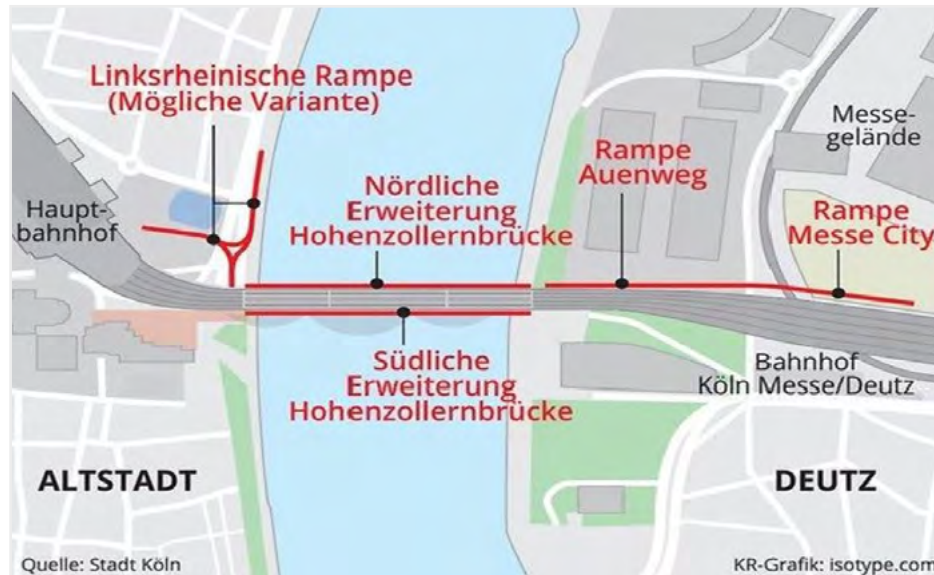 Linksrheinische Rampe
(Mögliche Variante)
Messe-
gelände
Rampe
Auenweg
Nördliche
Erweiterung
Hohenzollernbrücke
Haupt-
bahnhof
Rampe
Messe City
Südliche
Erweiterung
Hohenzollernbrücke
Bahnhof
Köln Messe/Deutz
ALTSTADT
DEUTZ
Quelle: Stadt Köln
KR-Grafik: isotype.com